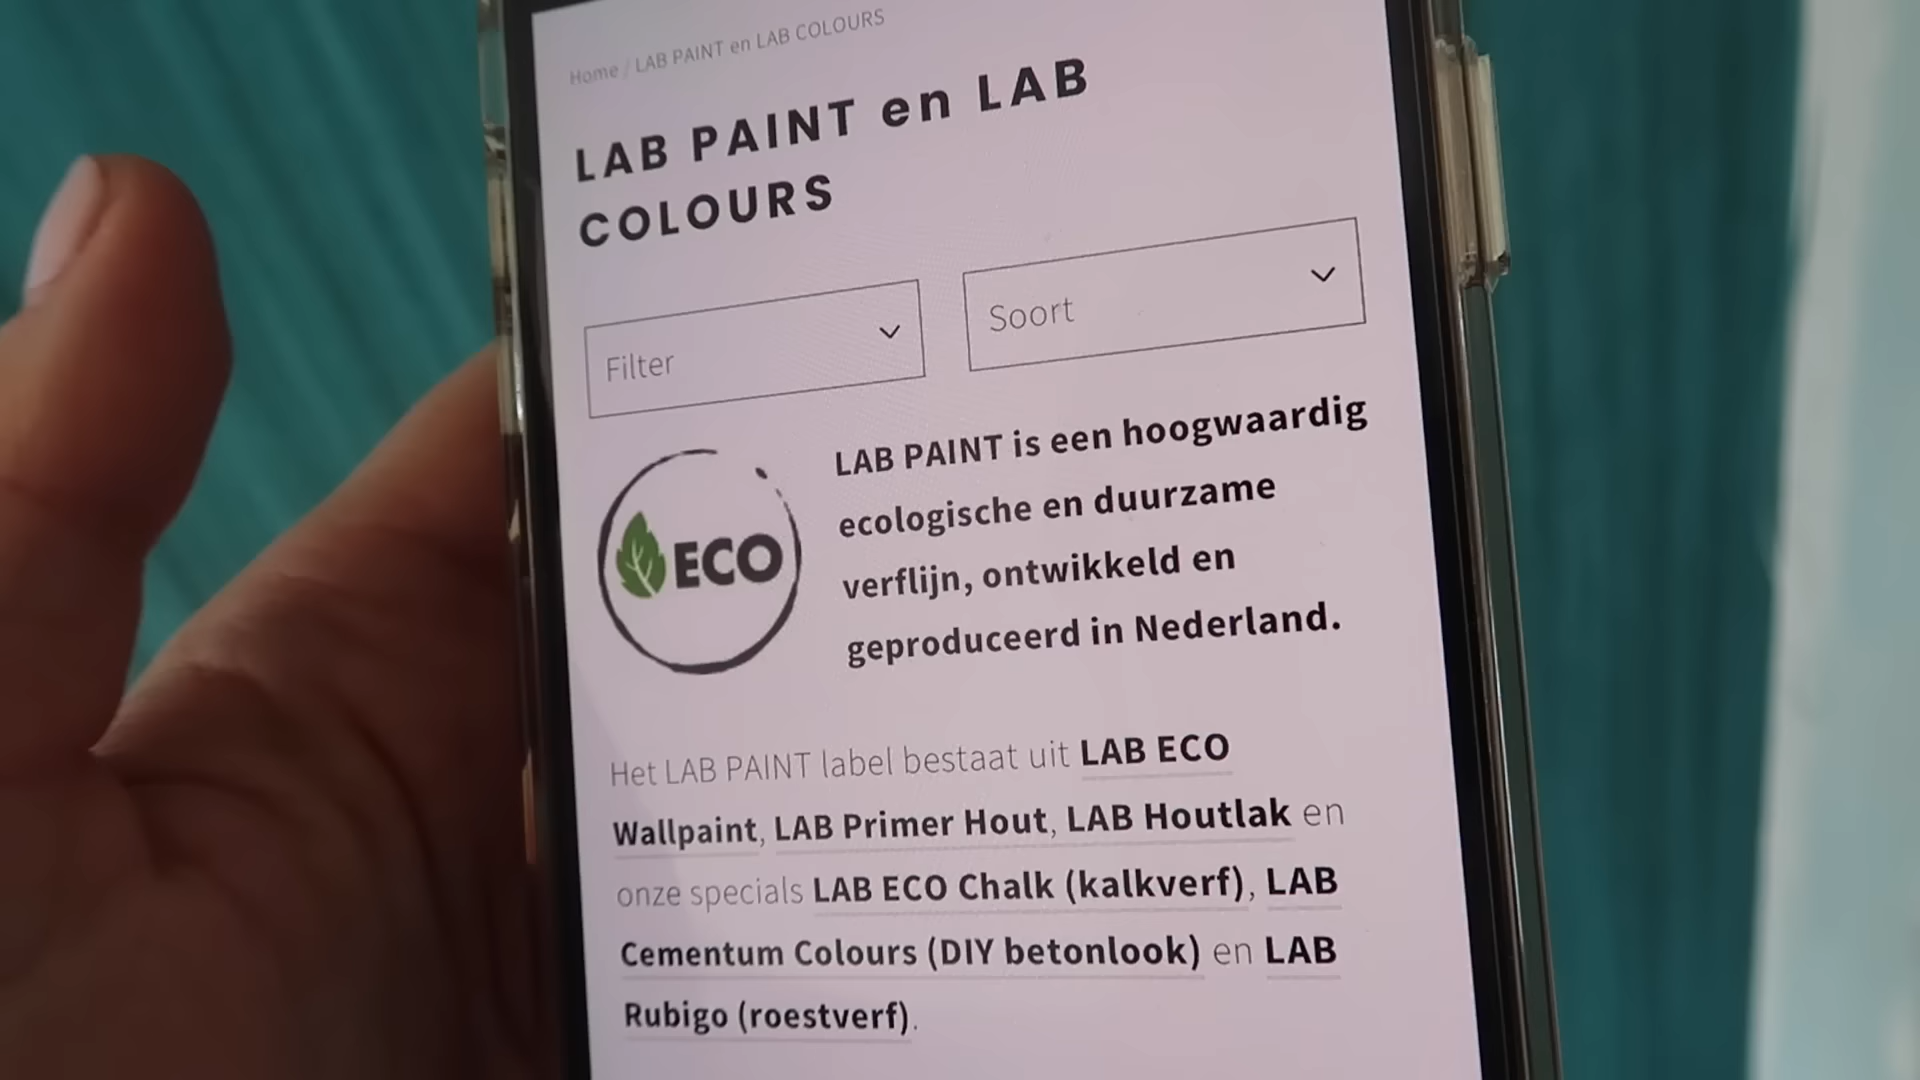 Home / LAB PAINT en LAB COLOURS
LAB PAINT en LAB
COLOURS
Filter
Soort
ECO
LAB PAINT is een hoogwaardig
ecologische en duurzame
verflijn, ontwikkeld en
geproduceerd in Nederland.
Het LAB PAINT label bestaat uit LAB ECO
Wallpaint, LAB Primer Hout, LAB Houtlak en
onze specials LAB ECO Chalk (kalkverf), LAB
Cementum Colours (DIY betonlook) en LAB
Rubigo (roestverf).